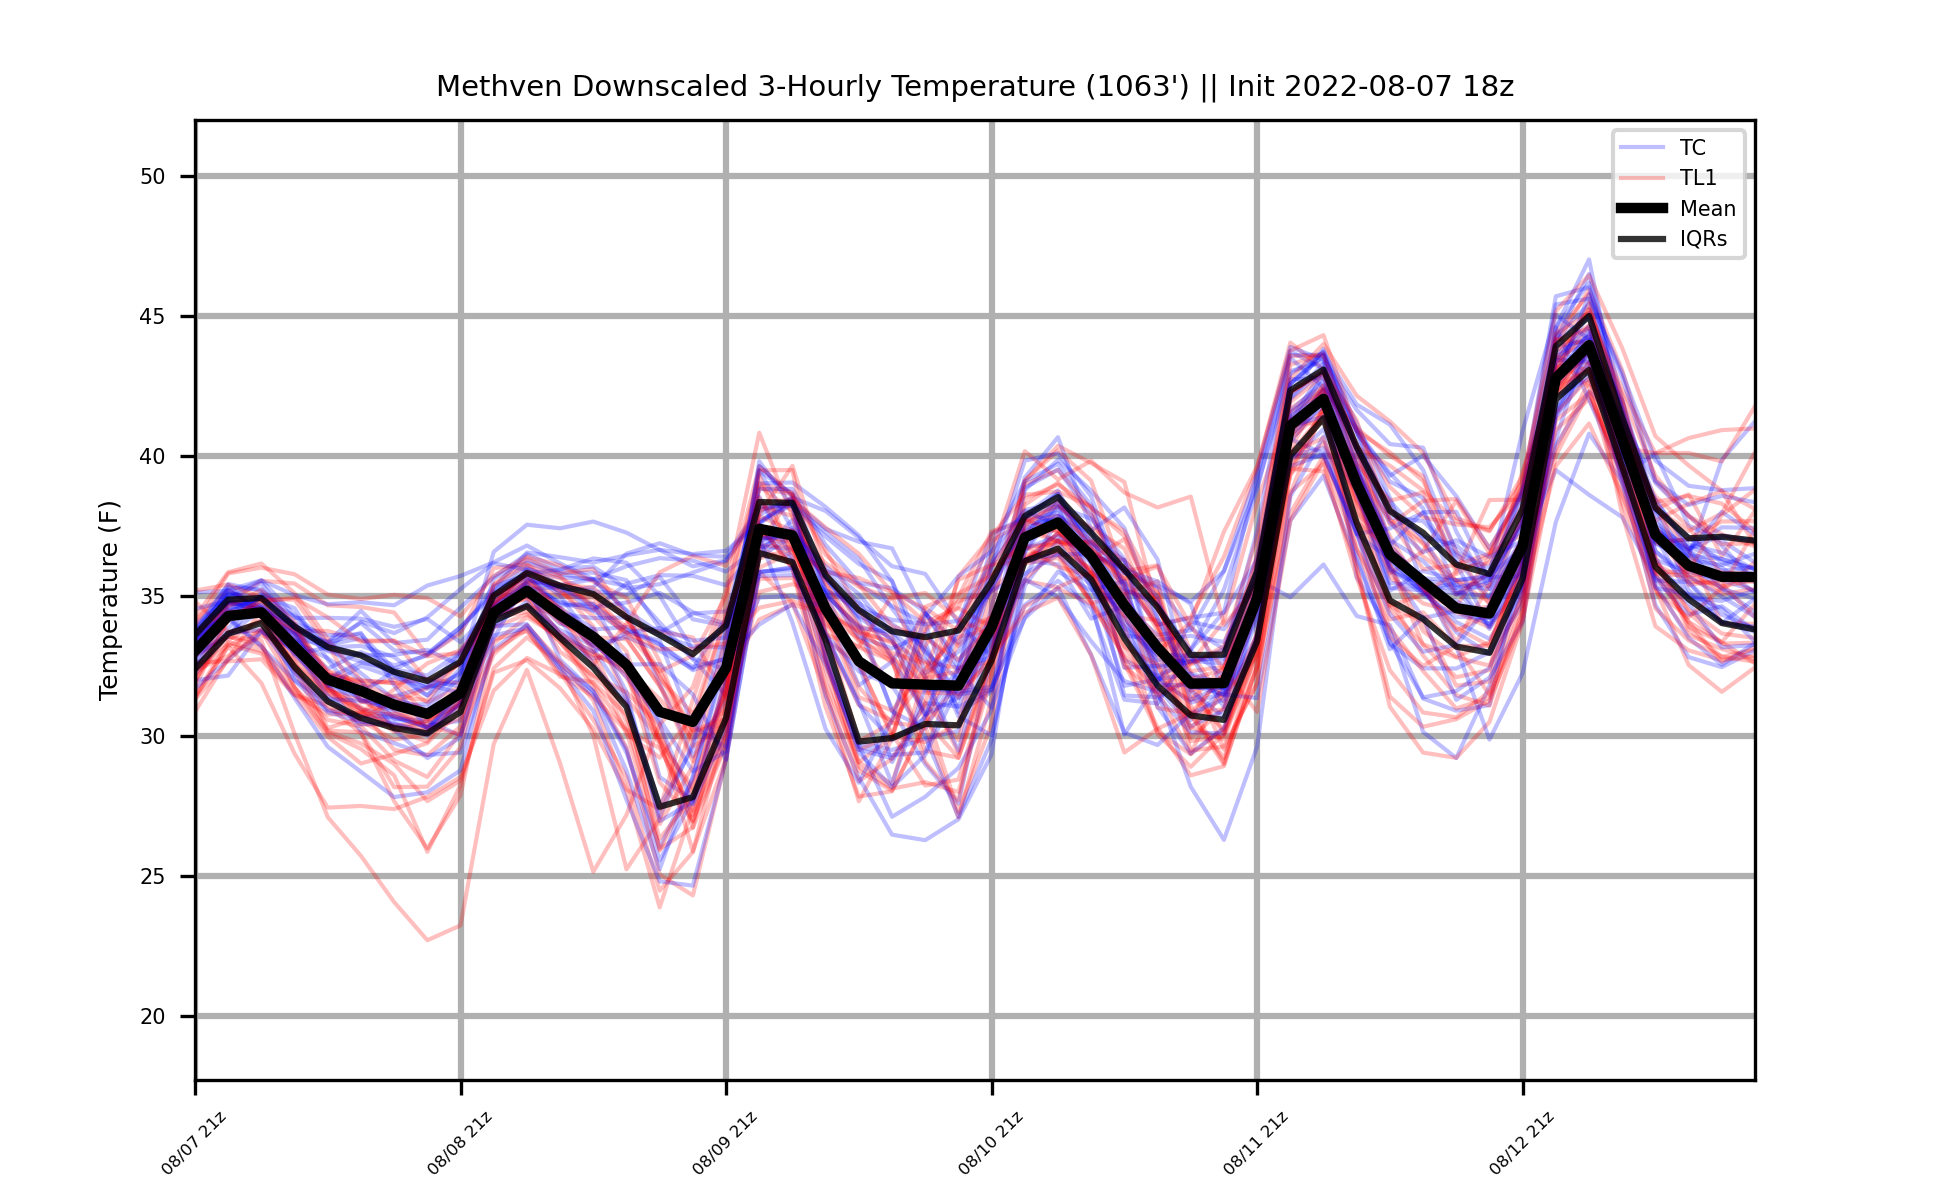 Methven Downscaled 3-Hourly Temperature (1063') || Init 2022-08-07 18z
TC
TL1
Mean
IQRs
Temperature (F)
50
45
40
35
30
25
20
08/07 21z
08/08 21z
08/09 21z
08/10 21z
08/11 21z
08/12 21z